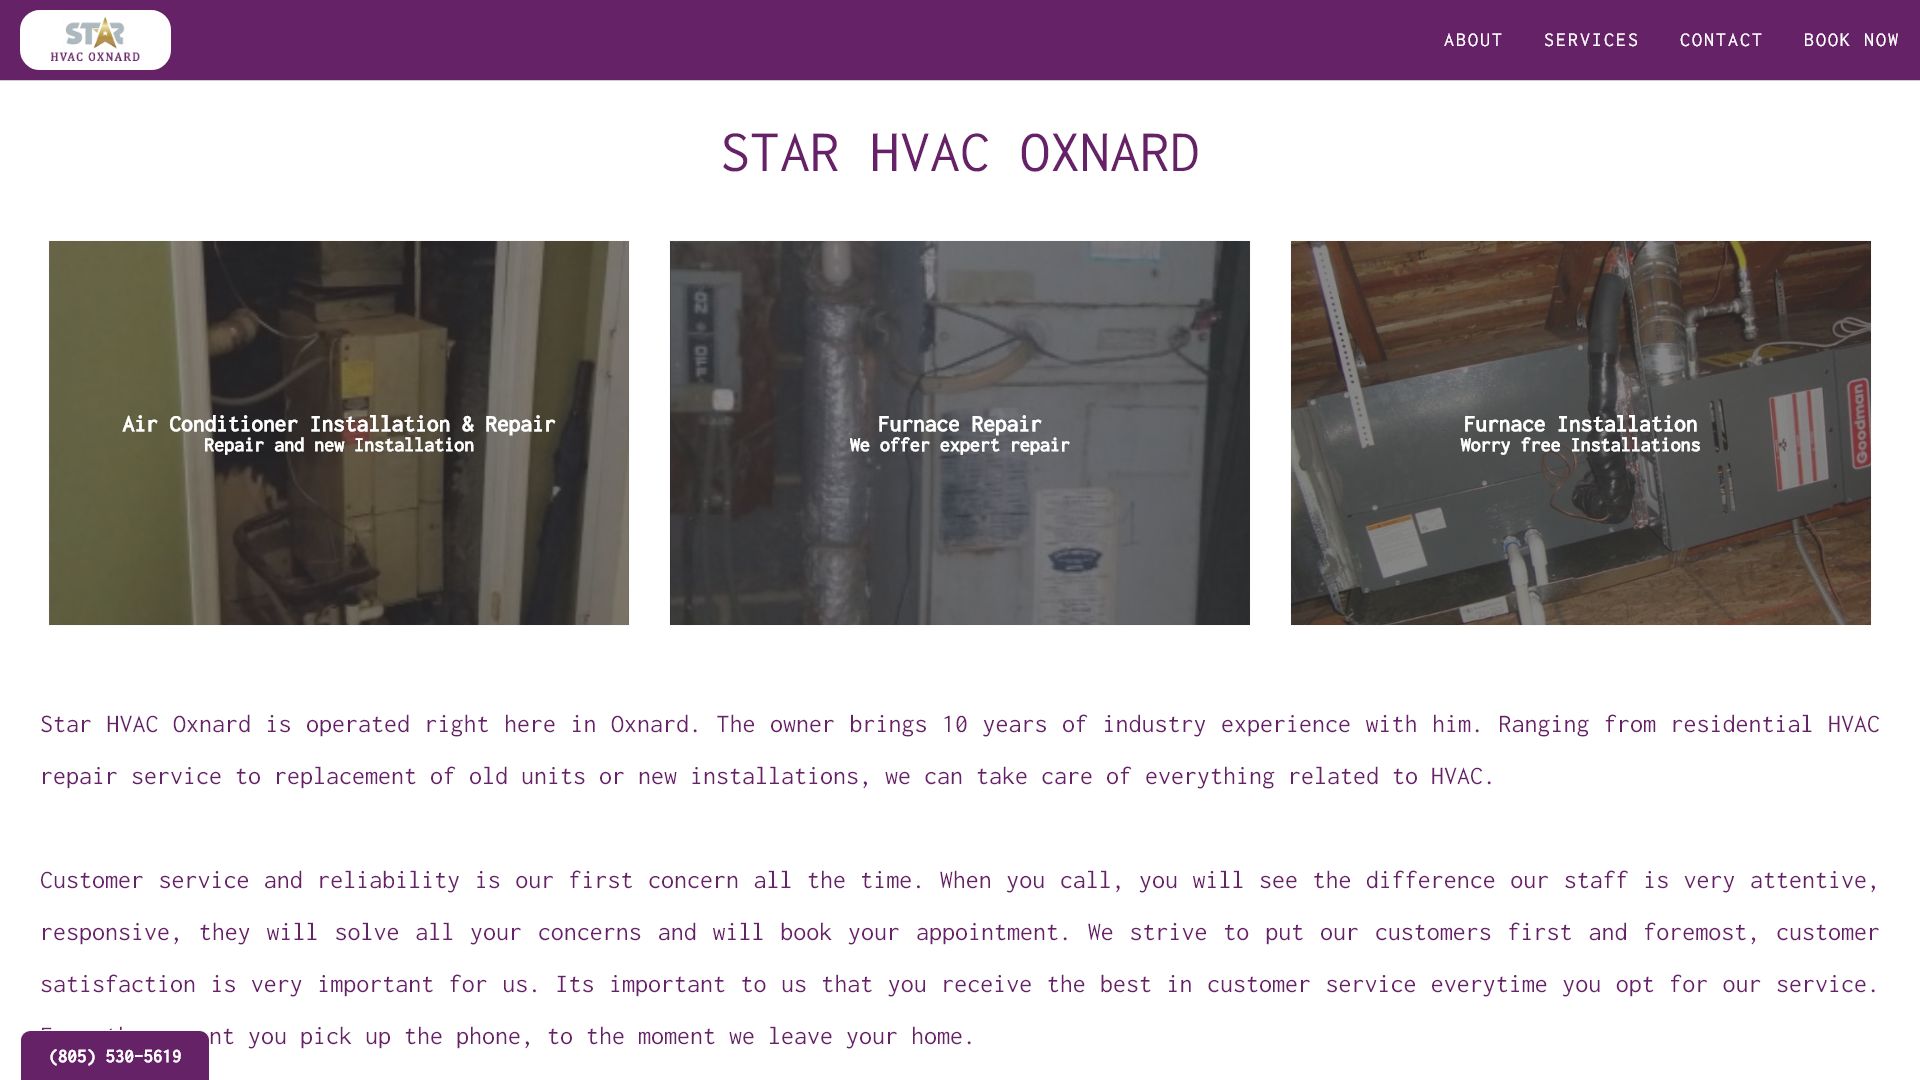 STAR
HVAC OXNARD
ABOUT SERVICES CONTACT BOOK NOW
STAR HVAC OXNARD
Air Conditioner Installation & Repair
Repair and new Installation
ON
OFF
Furnace Repair
We offer expert repair
Furnace Installation
Worry free Installations
Goodman
Star HVAC Oxnard is operated right here in Oxnard. The owner brings 10 years of industry experience with him. Ranging from residential HVAC
repair service to replacement of old units or new installations, we can take care of everything related to HVAC.
Customer service and reliability is our first concern all the time. When you call, you will see the difference our staff is very attentive,
responsive, they will solve all your concerns and will book your appointment. We strive to put our customers first and foremost, customer
satisfaction is very important for us. Its important to us that you receive the best in customer service everytime you opt for our service.
you pick up the phone, to the moment we leave your home.
(805) 530-5619